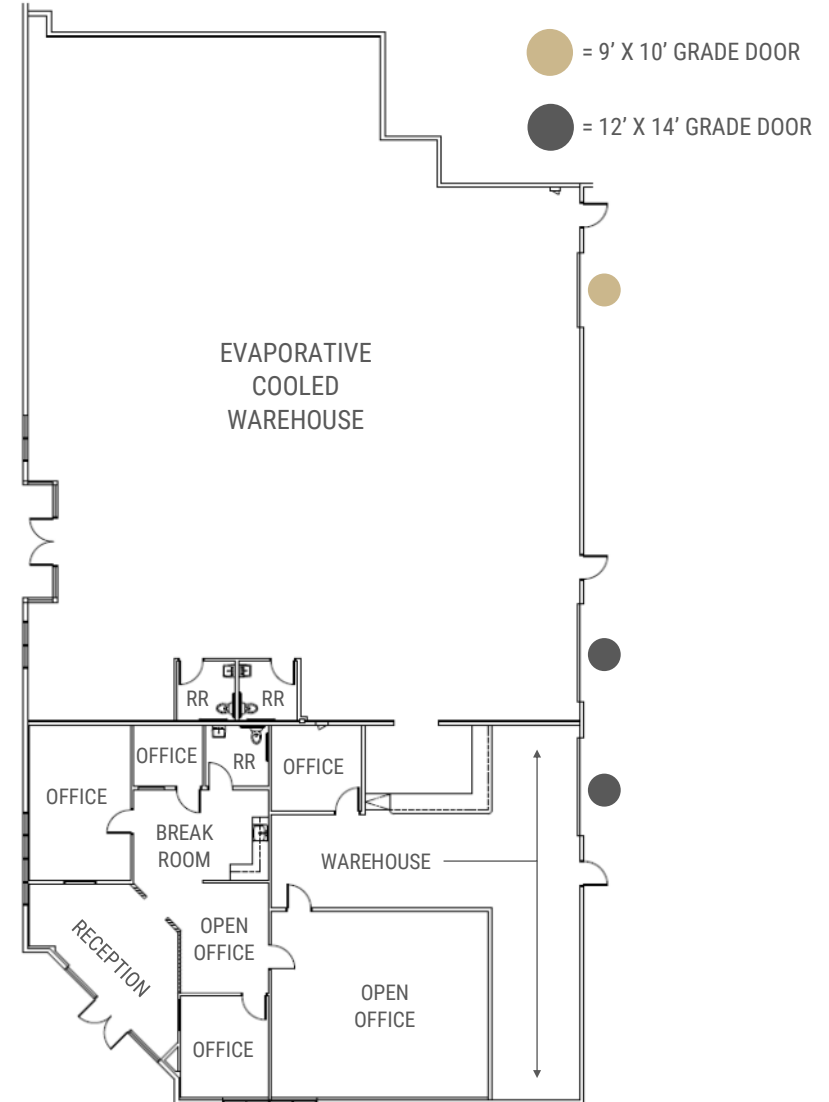 = 9’ X 10’ GRADE DOOR
= 12’ X 14’ GRADE DOOR
EVAPORATIVE
COOLED
WAREHOUSE
RR
RR
OFFICE
OFFICE
RR
OFFICE
BREAK
ROOM
WAREHOUSE
RECEPTION
OPEN
OFFICE
OPEN
OFFICE
OFFICE